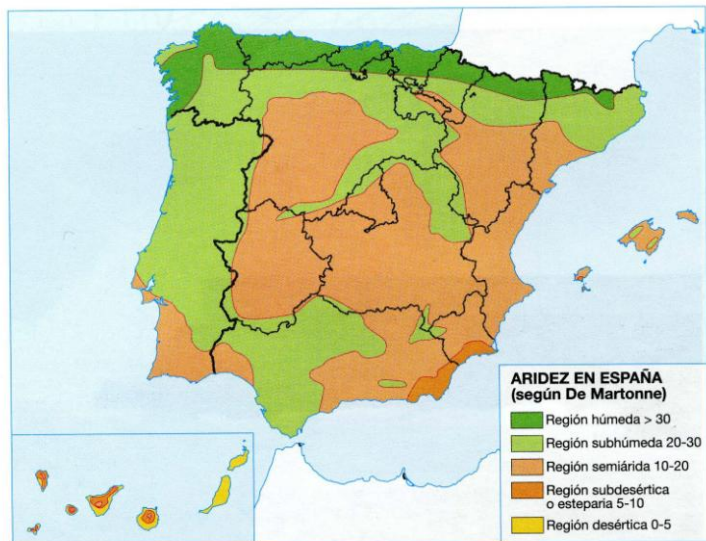 ARIDEZ EN ESPAÑA
(según De Martonne)
Región húmeda > 30
Región subhúmeda 20-30
Región semiárida 10-20
Región subdesértica
o esteparia 5-10
Región desértica 0-5